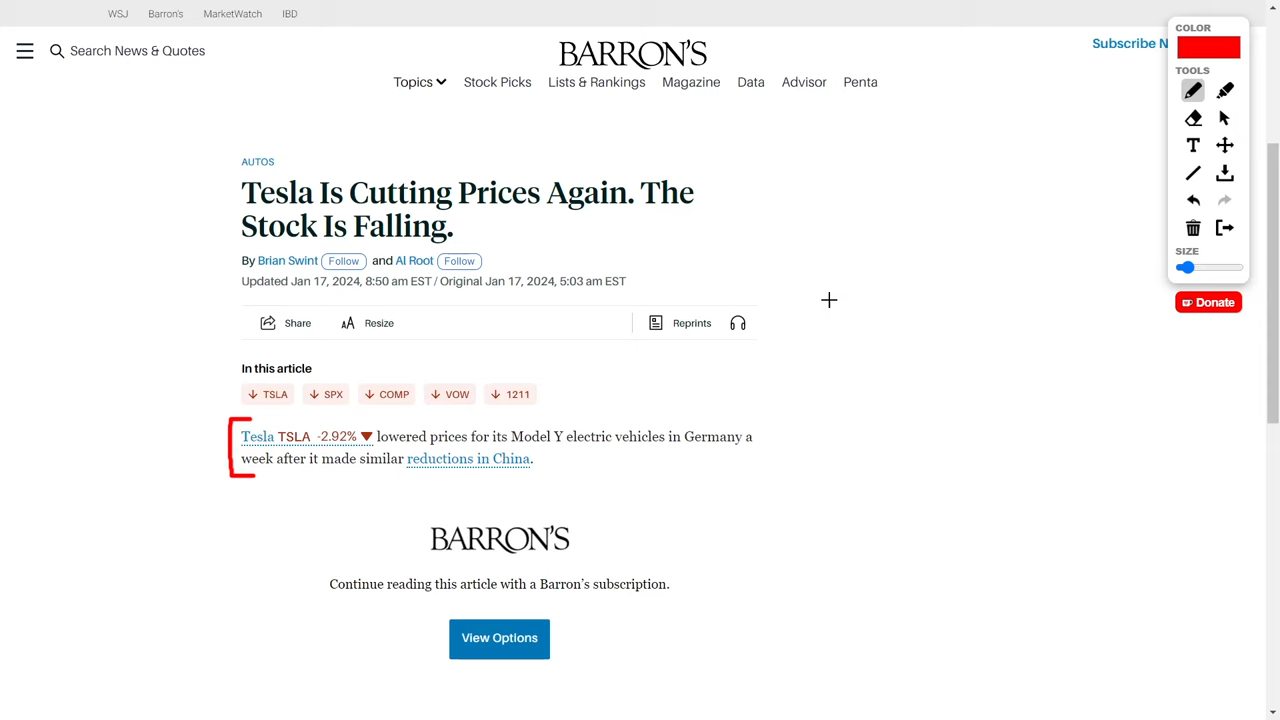 WSJ Barron's MarketWatch IBD
Search News & Quotes
BARRON'S
Subscribe N
Topics Stock Picks Lists & Rankings Magazine Data Advisor Penta
COLOR
TOOLS
T
SIZE
Donate
AUTOS
Tesla Is Cutting Prices Again. The
Stock Is Falling.
By Brian Swint Follow and Al Root Follow
Updated Jan 17, 2024, 8:50 am EST / Original Jan 17, 2024, 5:03 am EST
Share AA Resize Reprints
In this article
TSLA SPX COMP VOW 1211
Tesla TSLA -2.92% lowered prices for its Model Y electric vehicles in Germany a
week after it made similar reductions in China.
BARRON'S
Continue reading this article with a Barron's subscription.
View Options